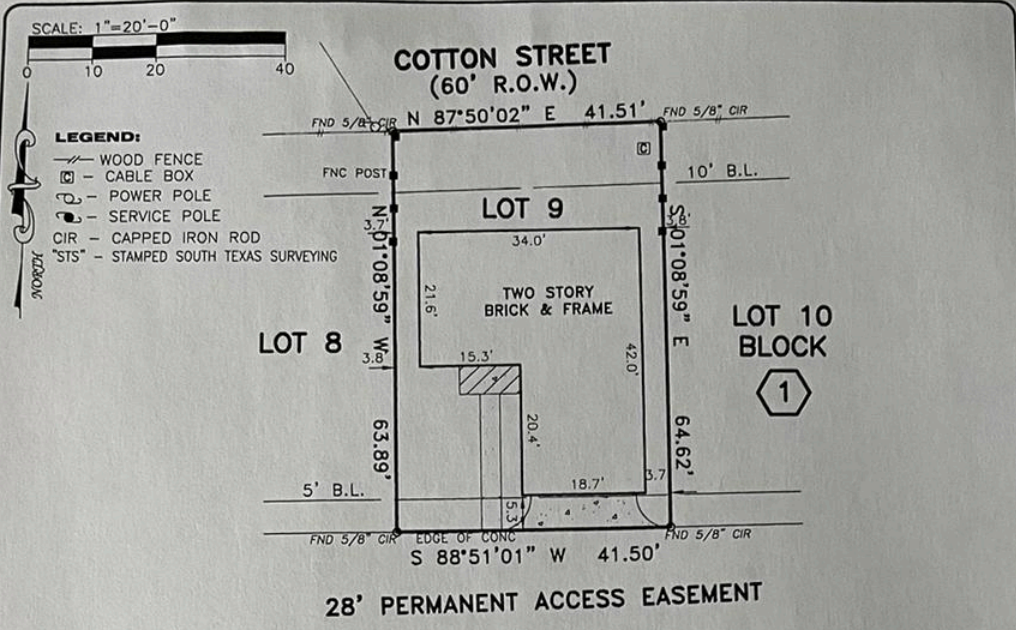 SCALE: 1"=20'-0"
0 10 20 40
COTTON STREET
(60' R.O.W.)
FND 5/8" CIR N 87°50'02" E 41.51' FND 5/8" CIR
LEGEND:
WOOD FENCE
C - CABLE BOX
- POWER POLE
- SERVICE POLE
CIR - CAPPED IRON ROD
"STS" - STAMPED SOUTH TEXAS SURVEYING
NORTH
C
FNC POST
10' B.L.
LOT 9
3.7'
3.8'
34.0'
N 01°08'59" W 63.89'
21.6'
TWO STORY
BRICK & FRAME
S 01°08'59" E 64.62'
LOT 8
LOT 10
BLOCK
1
3.8'
15.3'
42.0'
20.4'
5' B.L.
18.7'
3.7
5.3
FND 5/8" CIR EDGE OF CONC FND 5/8" CIR
S 88°51'01" W 41.50'
28' PERMANENT ACCESS EASEMENT